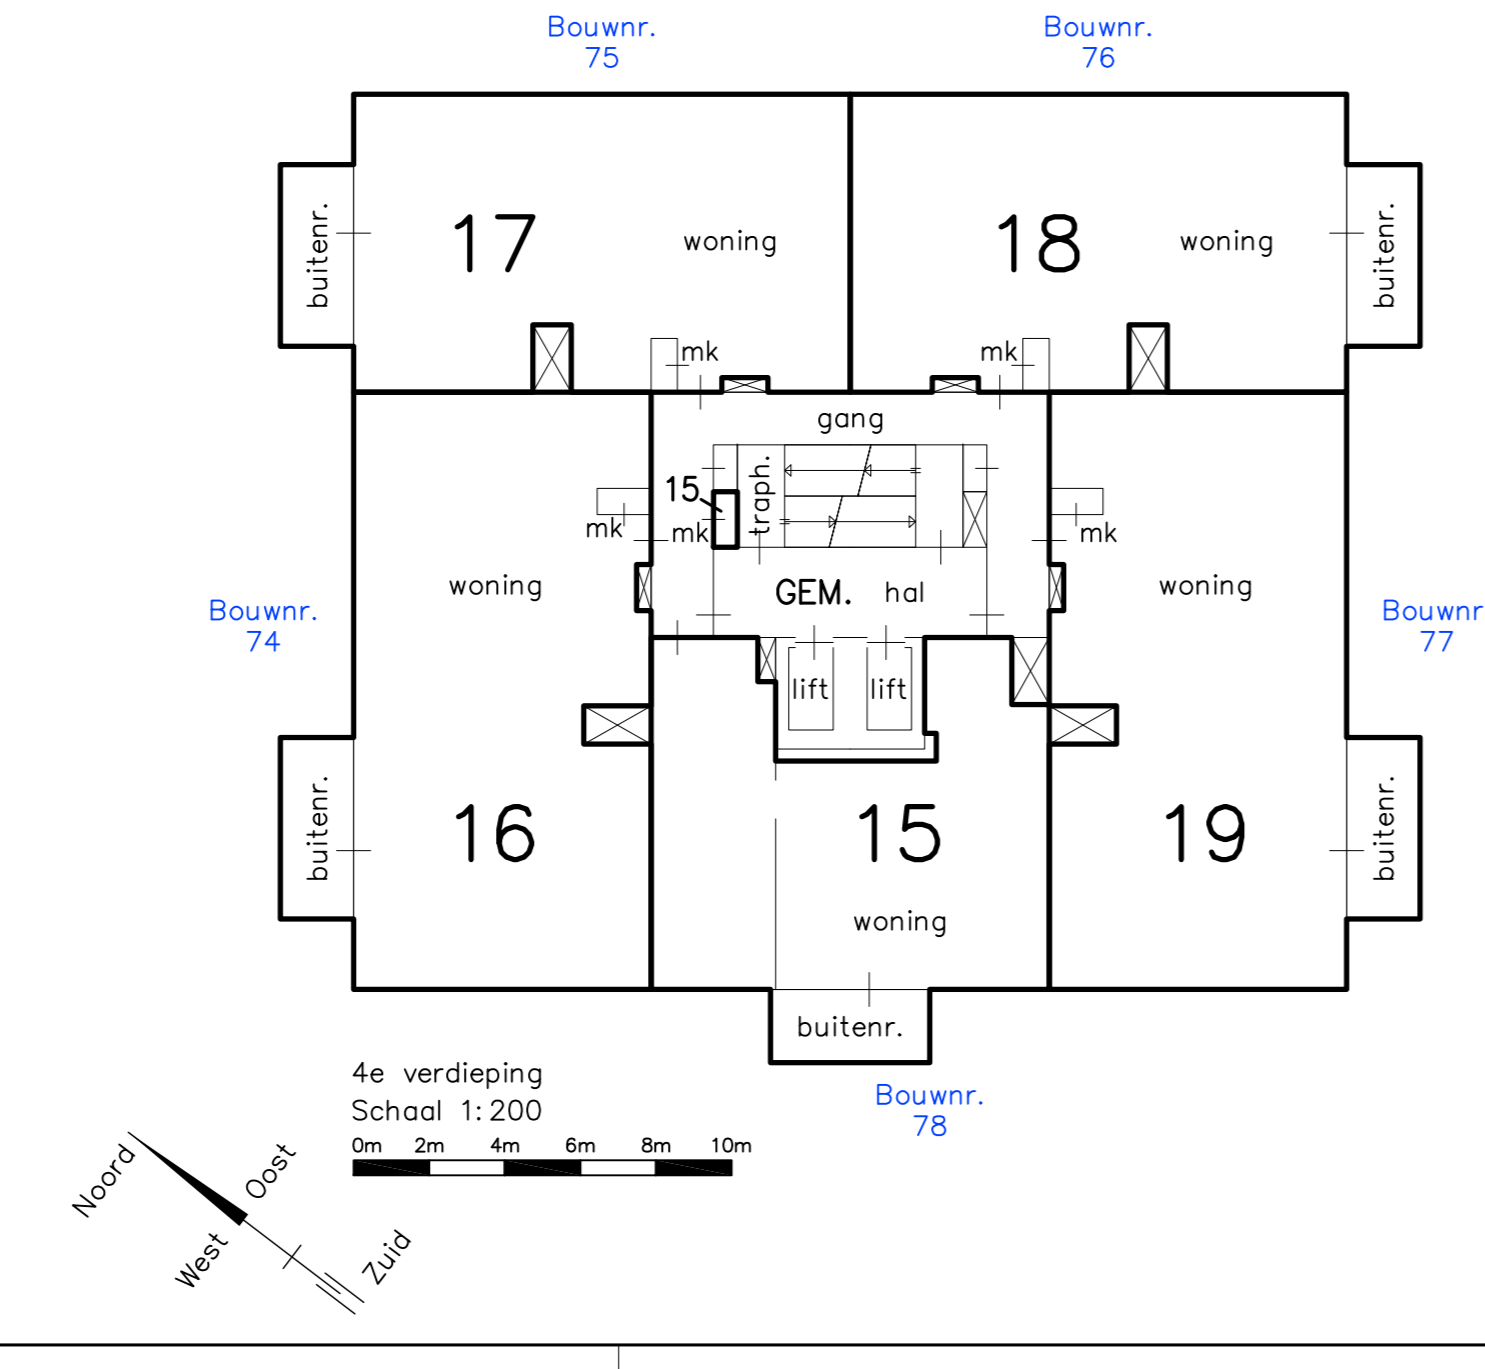 Bouwnr.
75
Bouwnr.
76
buitenr.
17
woning
18
woning
buitenr.
mk
mk
gang
traph.
15
mk
mk
mk
woning
GEM. hal
woning
Bouwnr.
74
Bouwnr
77
lift
lift
buitenr.
16
15
19
buitenr.
woning
buitenr.
4e verdieping
Schaal 1:200
Bouwnr.
78
0m 2m 4m 6m 8m 10m
Noord
Oost
West
Zuid